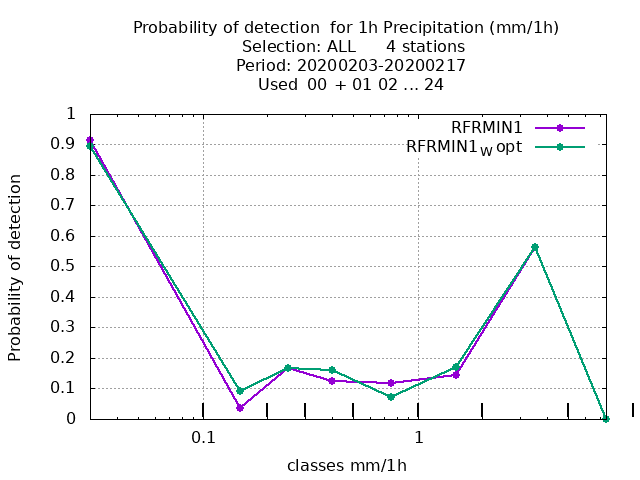 Probability of detection  for 1h Precipitation (mm/1h)
Selection: ALL      4 stations
Period: 20200203-20200217
Used  00  + 01 02 ... 24
RFRMIN1
RFRMIN1W opt
1
0.9
0.8
0.7
0.6
0.5
0.4
0.3
0.2
0.1
0
Probability of detection
0.1
1
classes mm/1h